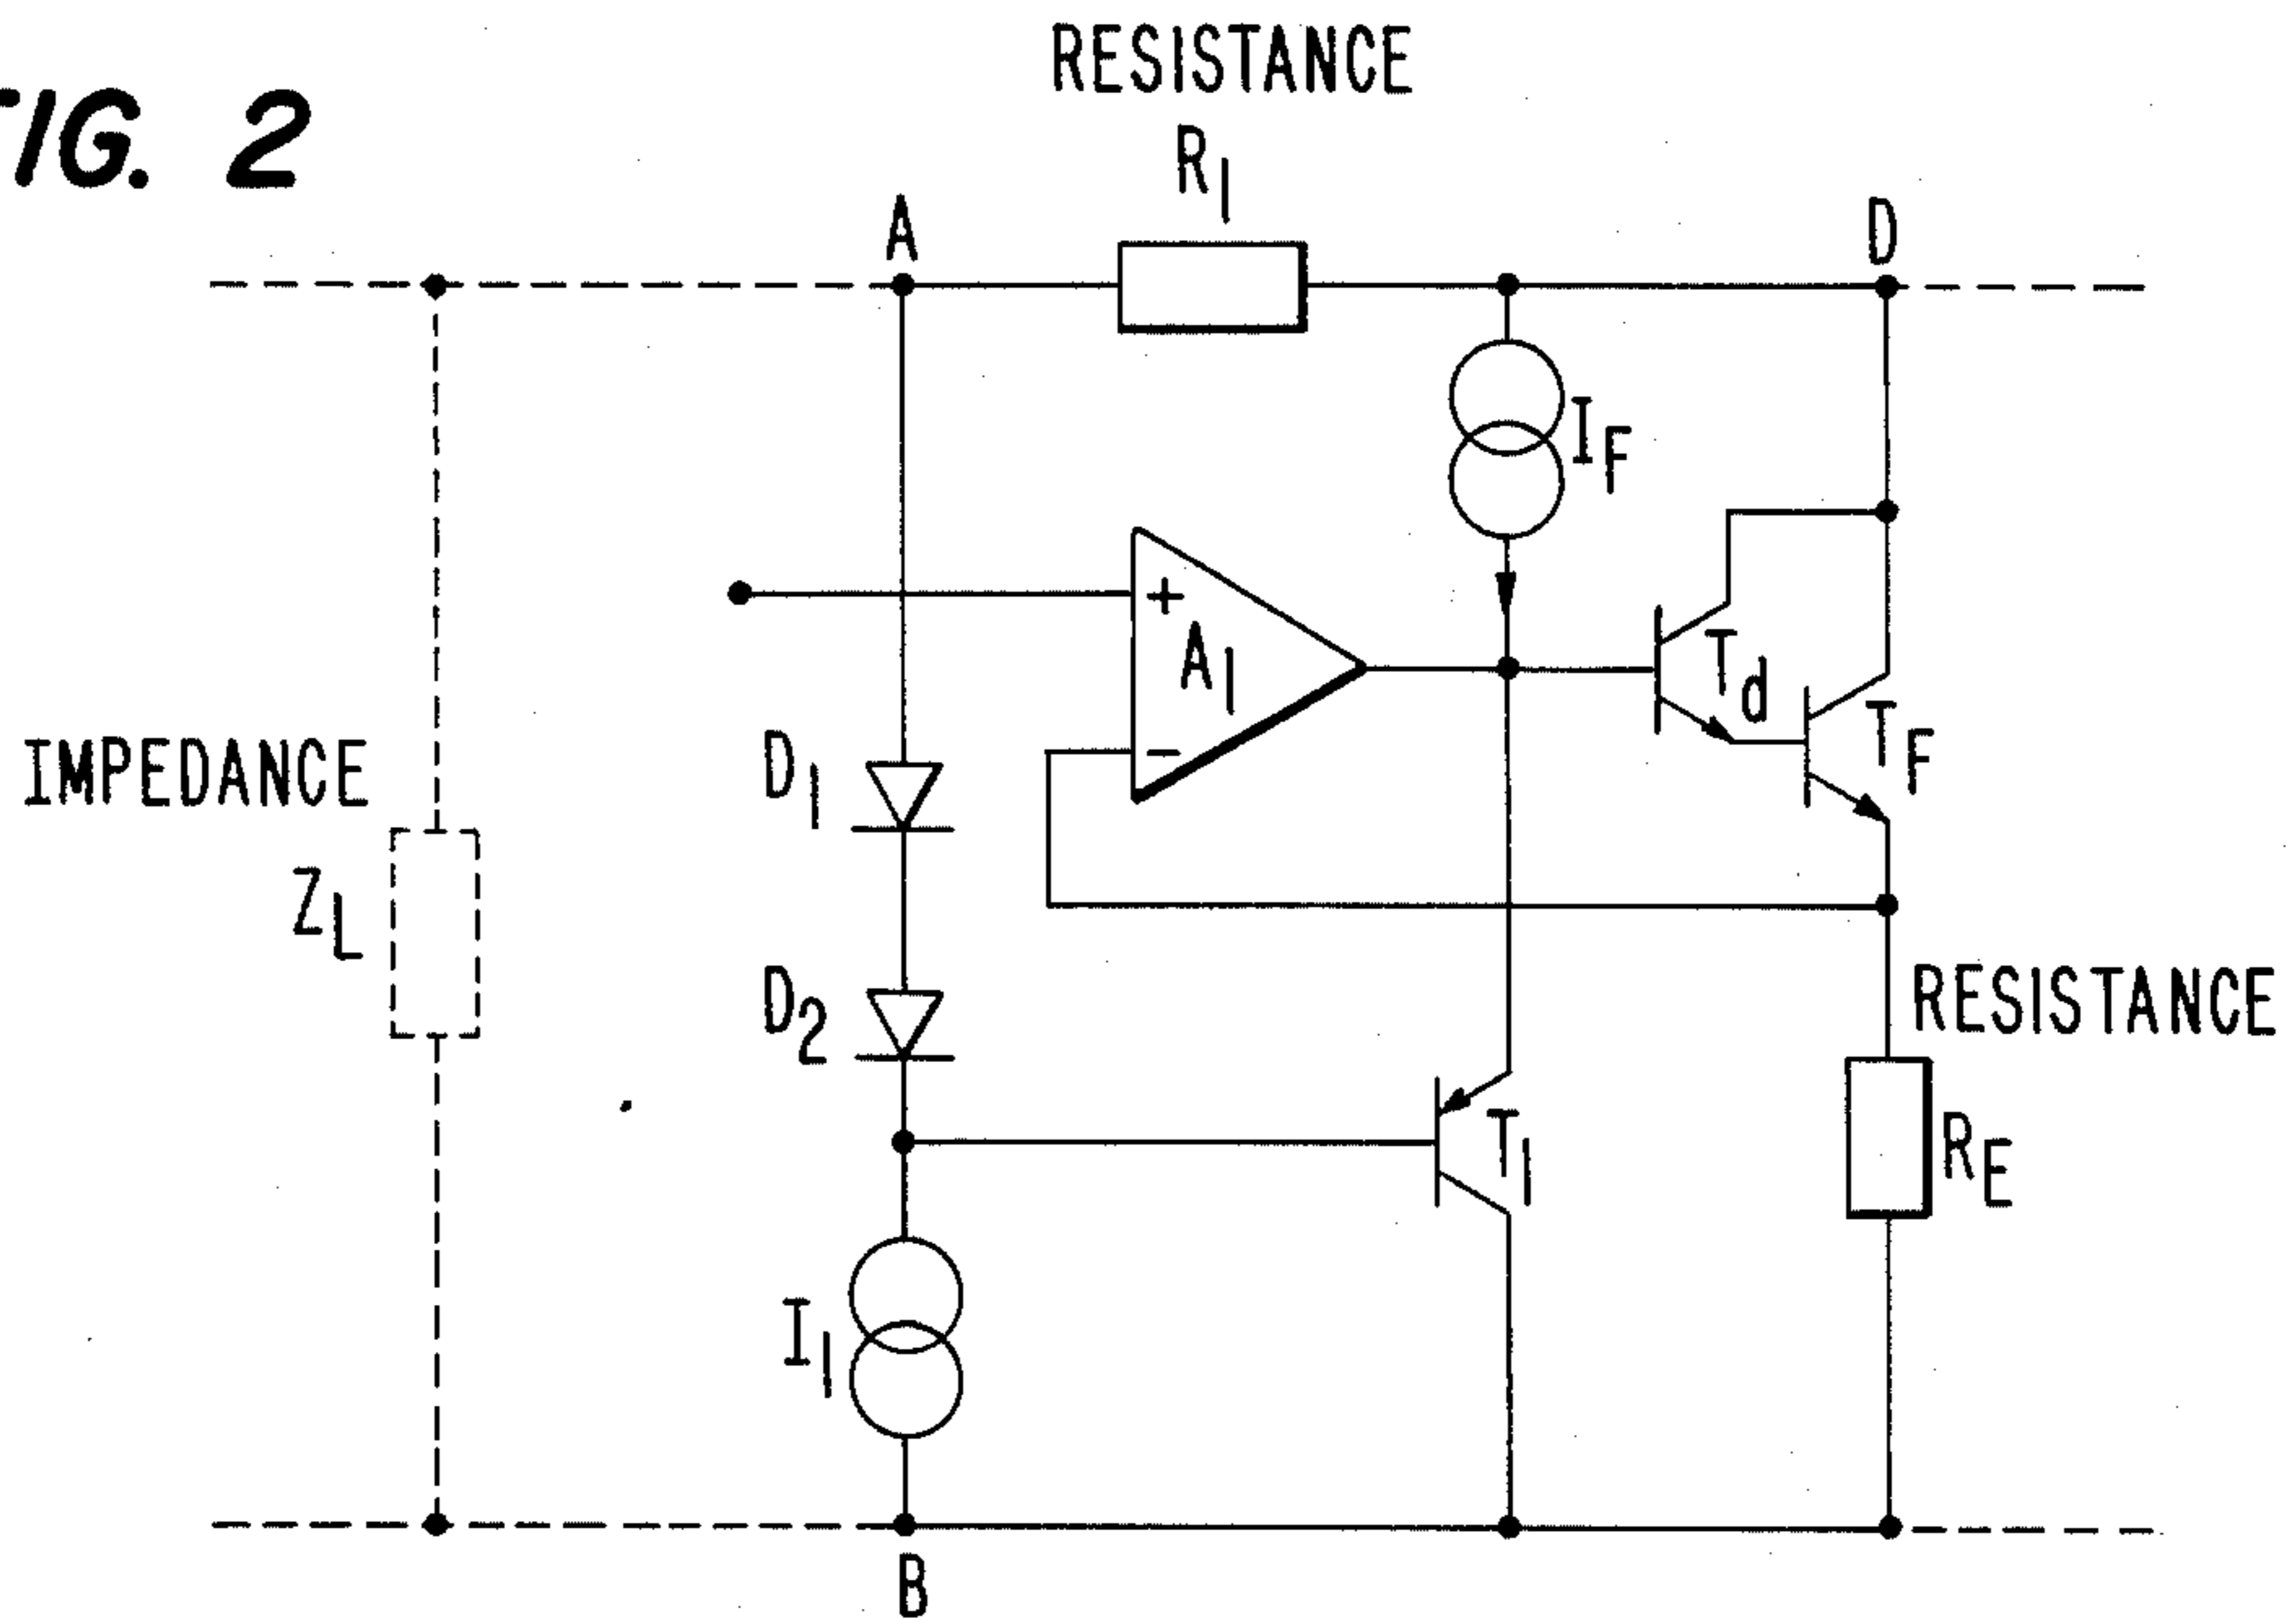 FIG. 2
RESISTANCE
R1
A
D
IF
+
A1
−
Td
TF
D1
IMPEDANCE
ZL
D2
RESISTANCE
RE
T1
I1
B